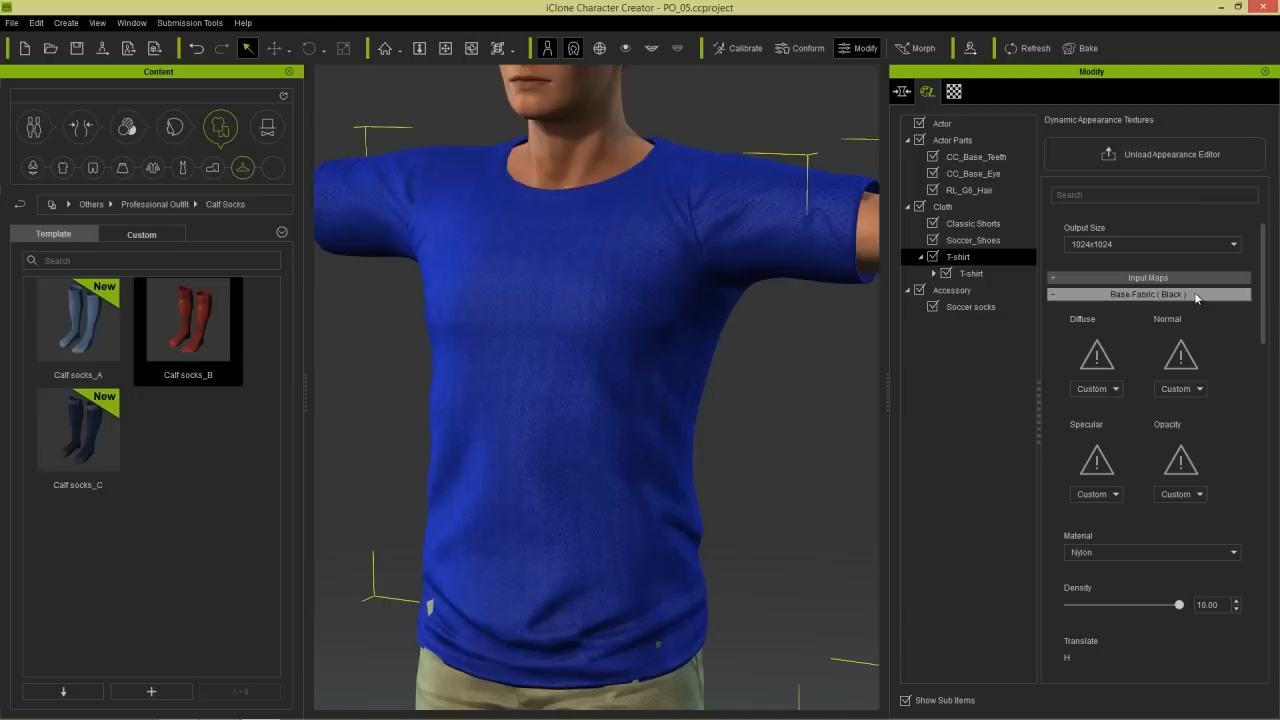 iClone Character Creator - PO_05.ccproject
File Edit Create View Window Submission Tools Help
Calibrate Conform Modify Morph Refresh Bake
Content
Others Professional Outfit Calf Socks
Template Custom
Search
New
Calf socks_A Calf socks_B
New
Calf socks_C
Modify
Actor
Actor Parts
CC_Base_Teeth
CC_Base_Eye
RL_G6_Hair
Cloth
Classic Shorts
Soccer_Shoes
T-shirt
T-shirt
Accessory
Soccer socks
Show Sub Items
Dynamic Appearance Textures
Unload Appearance Editor
Search
Output Size
1024x1024
Input Maps
Base Fabric ( Black )
Diffuse Normal
Custom Custom
Specular Opacity
Custom Custom
Material
Nylon
Density
10.00
Translate
H